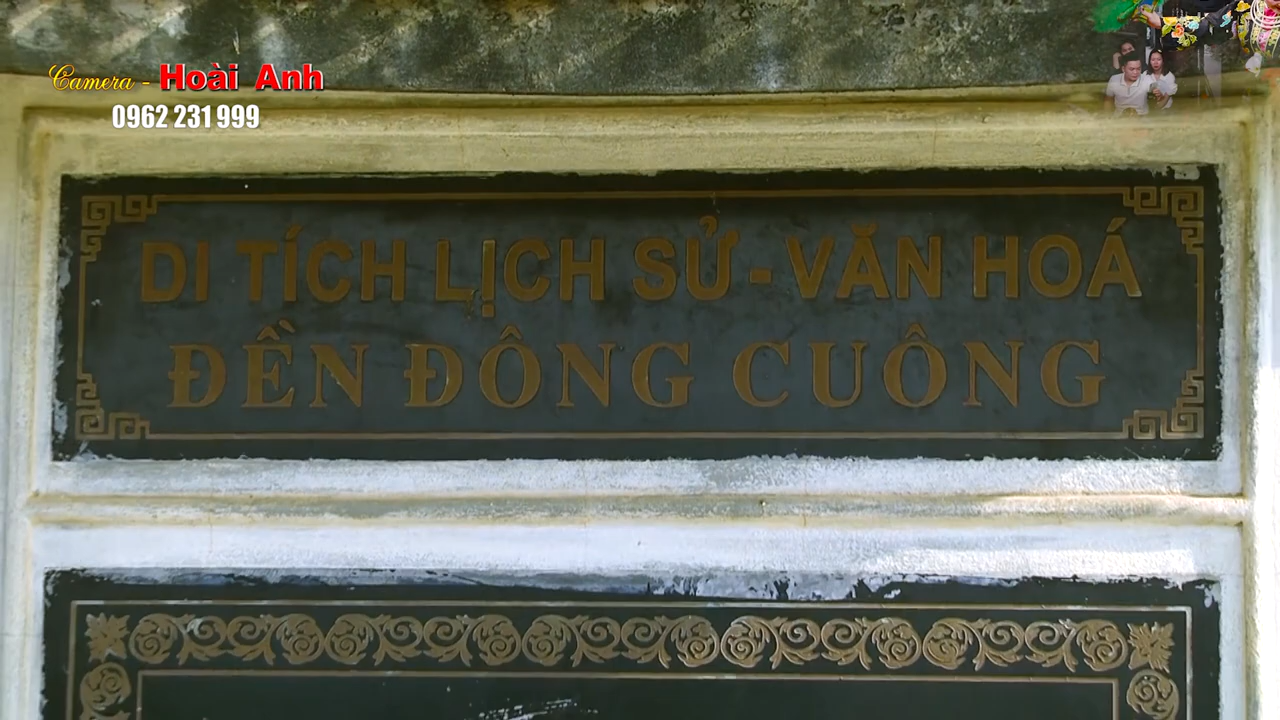 Camera - Hoài Anh
0962 231 999
DI TÍCH LỊCH SỬ - VĂN HOÁ
ĐỀN ĐÔNG CUÔNG